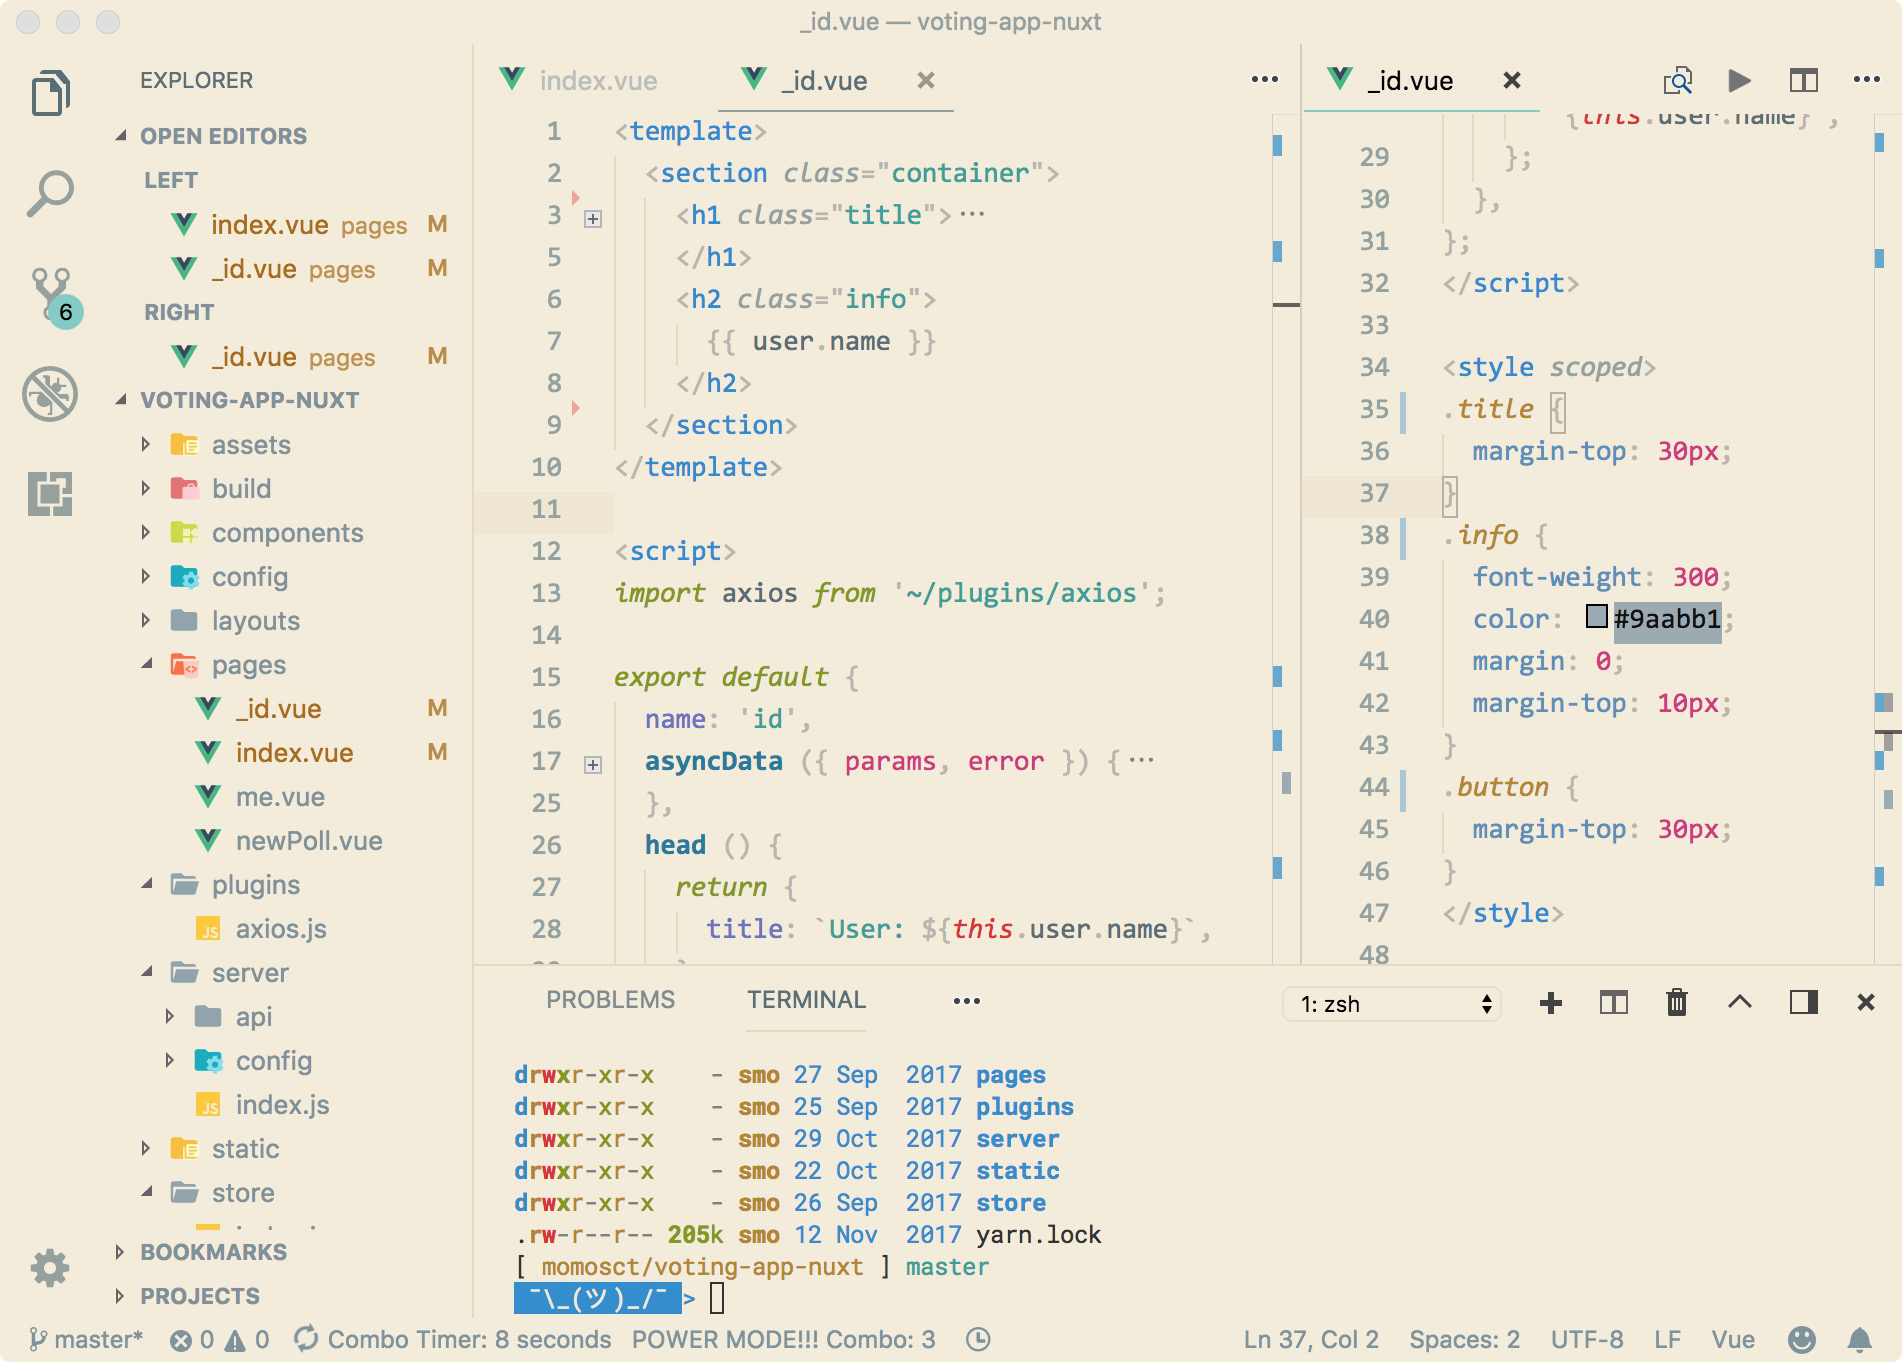 _id.vue — voting-app-nuxt
EXPLORER
OPEN EDITORS
LEFT
index.vue pages M
_id.vue pages M
RIGHT
_id.vue pages M
VOTING-APP-NUXT
assets
build
components
config
layouts
pages
_id.vue M
index.vue M
me.vue
newPoll.vue
plugins
JS axios.js
server
api
config
JS index.js
static
store
BOOKMARKS
PROJECTS
6
index.vue
_id.vue
1 <template>
2 <section class="container">
3 <h1 class="title">···
5 </h1>
6 <h2 class="info">
7 {{ user.name }}
8 </h2>
9 </section>
10 </template>
11
12 <script>
13 import axios from '~/plugins/axios';
14
15 export default {
16 name: 'id',
17 asyncData ({ params, error }) {···
25 },
26 head () {
27 return {
28 title: `User: ${this.user.name}`,
_id.vue
{this.user.name}`,
29 };
30 },
31 };
32 </script>
33
34 <style scoped>
35 .title {
36 margin-top: 30px;
37 }
38 .info {
39 font-weight: 300;
40 color: #9aabb1;
41 margin: 0;
42 margin-top: 10px;
43 }
44 .button {
45 margin-top: 30px;
46 }
47 </style>
48
PROBLEMS TERMINAL
1: zsh
drwxr-xr-x - smo 27 Sep 2017 pages
drwxr-xr-x - smo 25 Sep 2017 plugins
drwxr-xr-x - smo 29 Oct 2017 server
drwxr-xr-x - smo 22 Oct 2017 static
drwxr-xr-x - smo 26 Sep 2017 store
.rw-r--r-- 205k smo 12 Nov 2017 yarn.lock
[ momosct/voting-app-nuxt ] master
¯\_(ツ)_/¯ >
master* 0 0 Combo Timer: 8 seconds POWER MODE!!! Combo: 3 Ln 37, Col 2 Spaces: 2 UTF-8 LF Vue